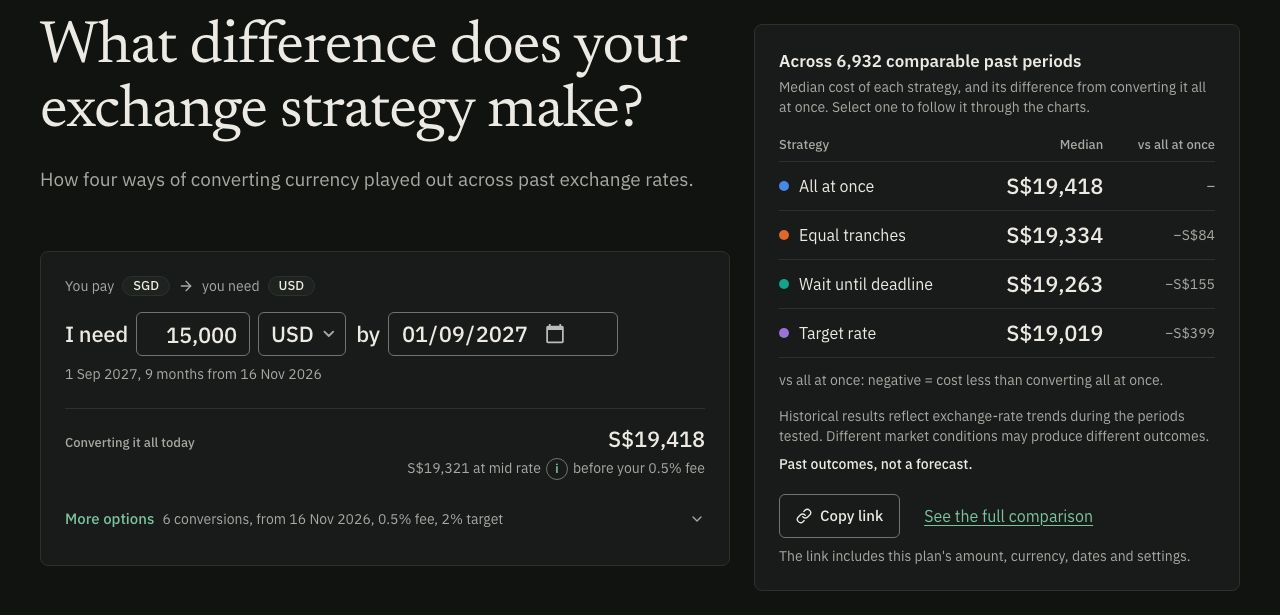 What difference does your
exchange strategy make?
How four ways of converting currency played out across past exchange rates.
You pay SGD → you need USD
I need 15,000 USD by 01/09/2027
1 Sep 2027, 9 months from 16 Nov 2026
Converting it all today S$19,418
S$19,321 at mid rate i before your 0.5% fee
More options 6 conversions, from 16 Nov 2026, 0.5% fee, 2% target
Across 6,932 comparable past periods
Median cost of each strategy, and its difference from converting it all
at once. Select one to follow it through the charts.
Strategy Median vs all at once
All at once S$19,418 –
Equal tranches S$19,334 −S$84
Wait until deadline S$19,263 −S$155
Target rate S$19,019 −S$399
vs all at once: negative = cost less than converting all at once.
Historical results reflect exchange-rate trends during the periods
tested. Different market conditions may produce different outcomes.
Past outcomes, not a forecast.
Copy link See the full comparison
The link includes this plan's amount, currency, dates and settings.